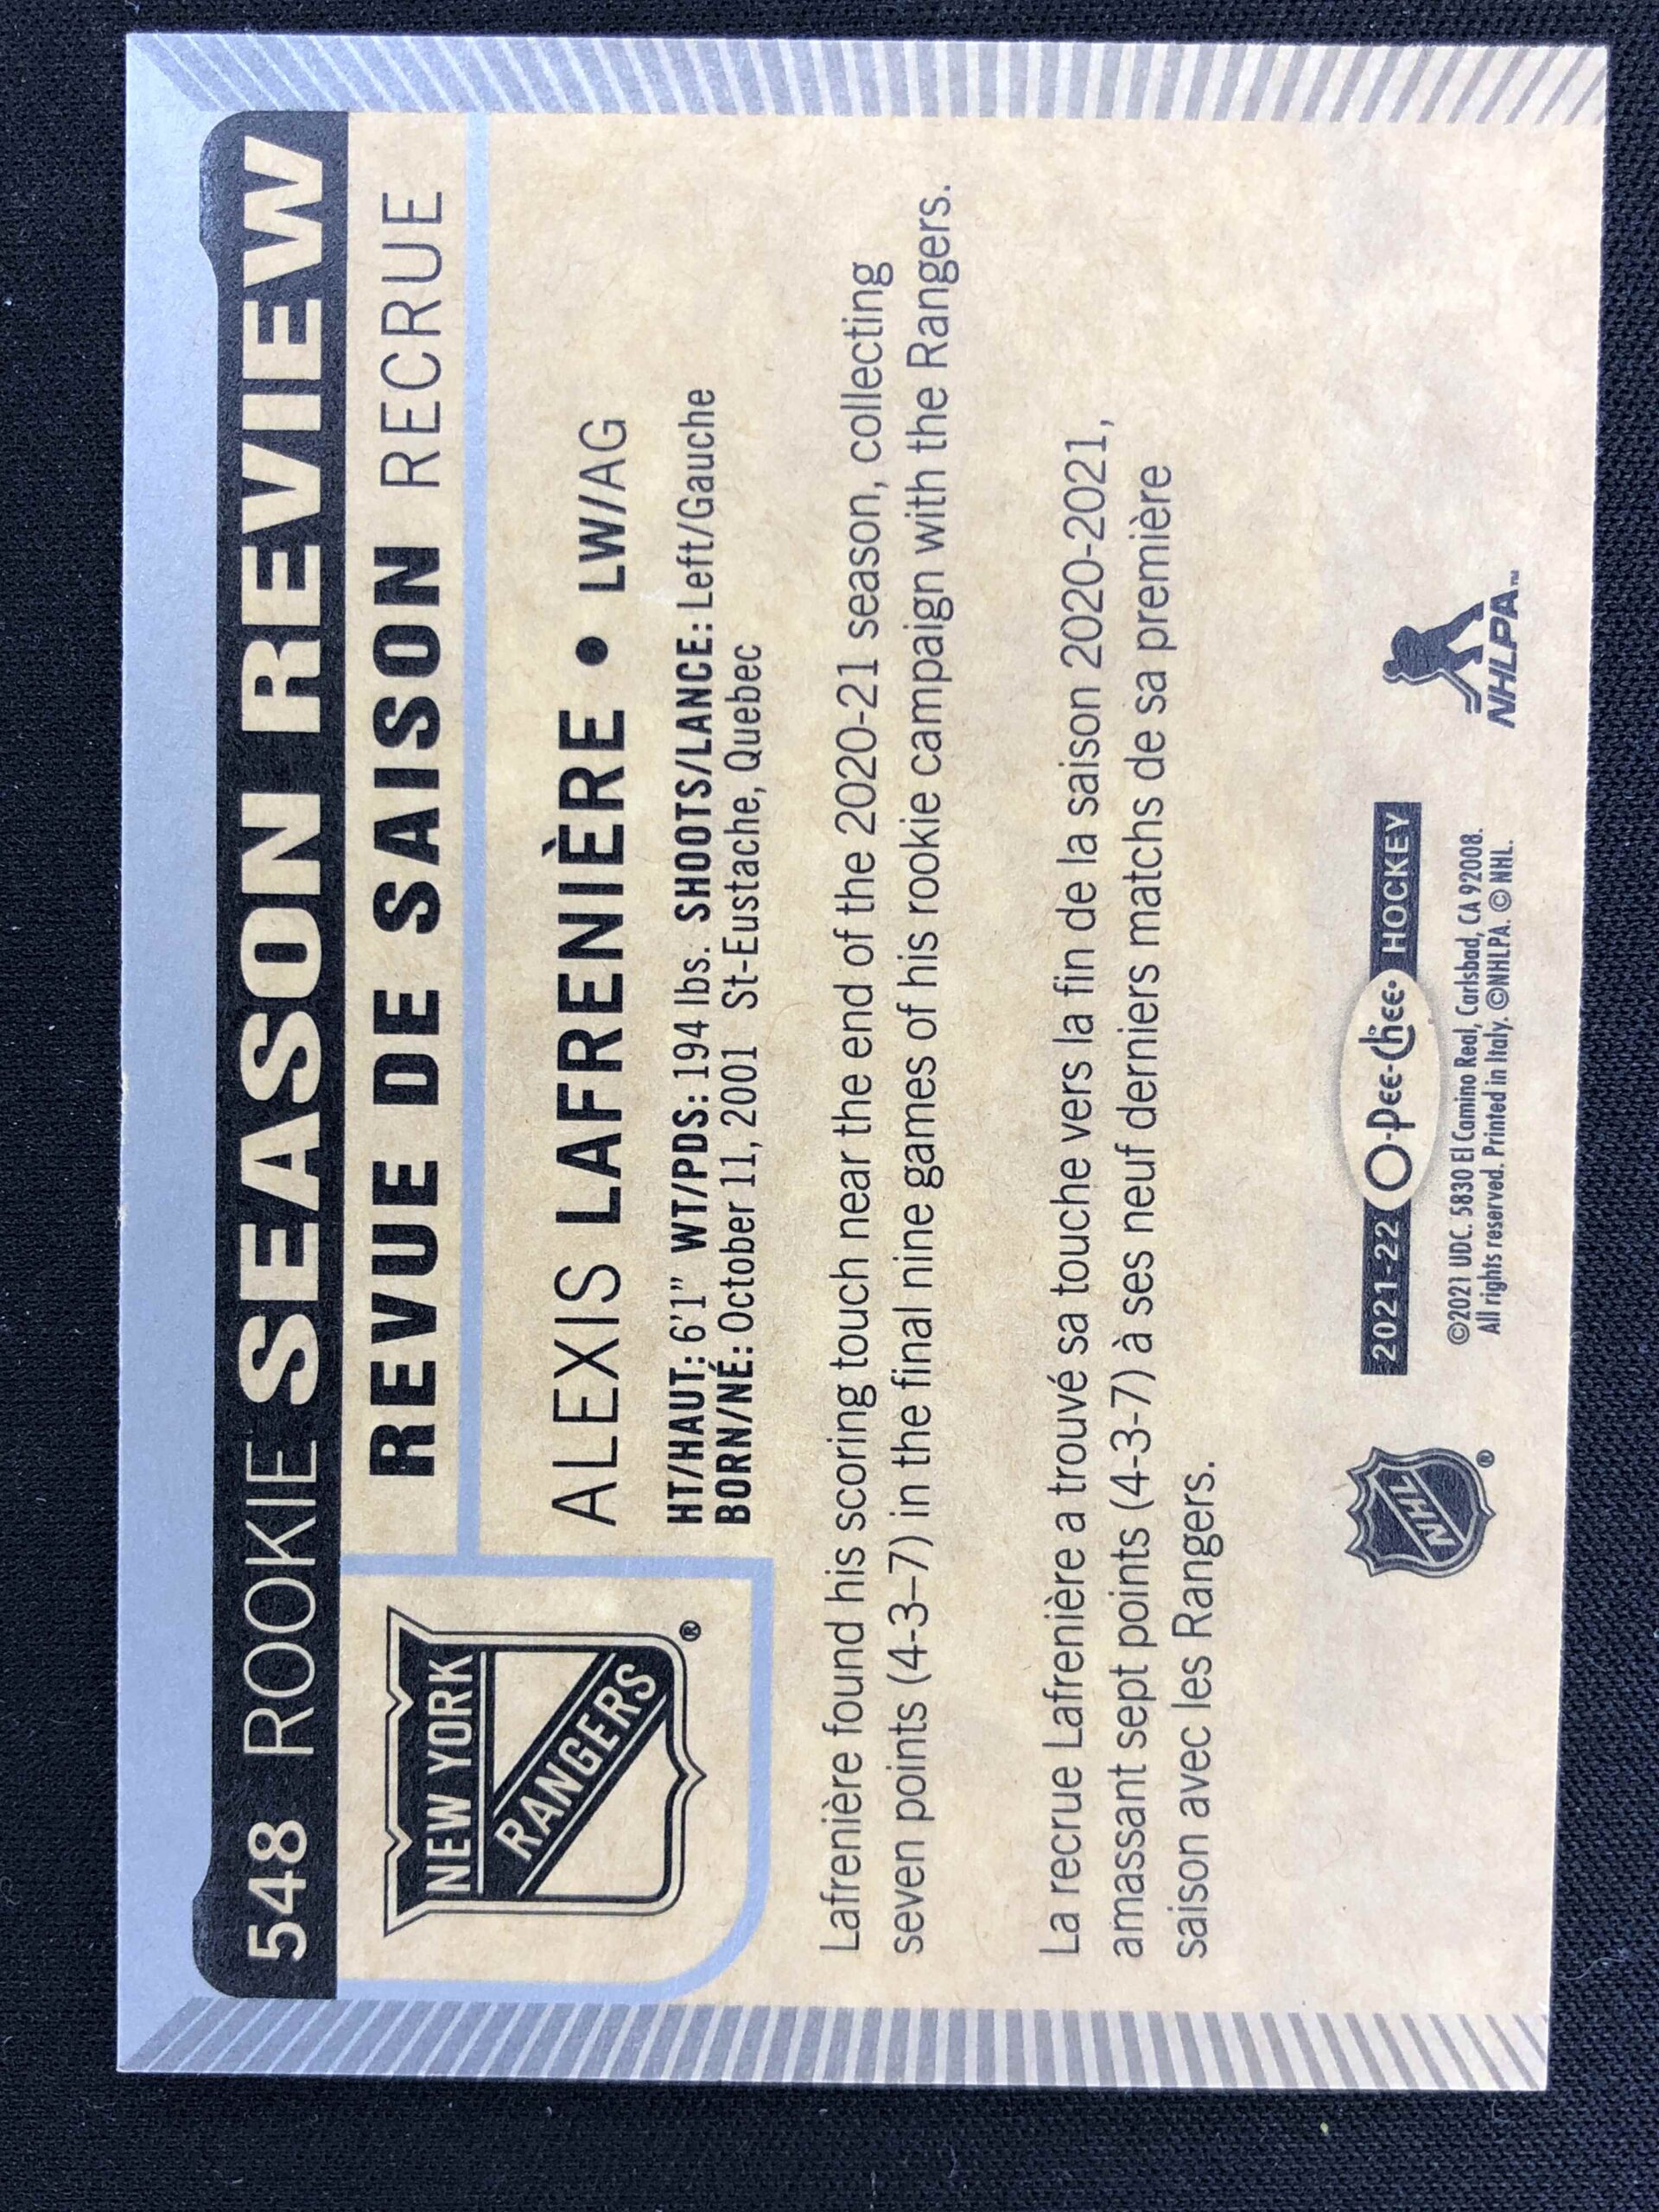 548 ROOKIE SEASON REVIEW
REVUE DE SAISON RECRUE
NEW YORK
RANGERS
®
ALEXIS LAFRENIÈRE • LW/AG
HT/HAUT: 6'1" WT/PDS: 194 lbs. SHOOTS/LANCE: Left/Gauche
BORN/NÉ: October 11, 2001 St-Eustache, Quebec
Lafrenière found his scoring touch near the end of the 2020-21 season, collecting
seven points (4-3–7) in the final nine games of his rookie campaign with the Rangers.
La recrue Lafrenière a trouvé sa touche vers la fin de la saison 2020-2021,
amassant sept points (4-3-7) à ses neuf derniers matchs de sa première
saison avec les Rangers.
NHL
®
2021-22 O-Pee-Chee HOCKEY
©2021 UDC. 5830 El Camino Real, Carlsbad, CA 92008.
All rights reserved. Printed in Italy. ©NHLPA. © NHL.
NHLPA.™